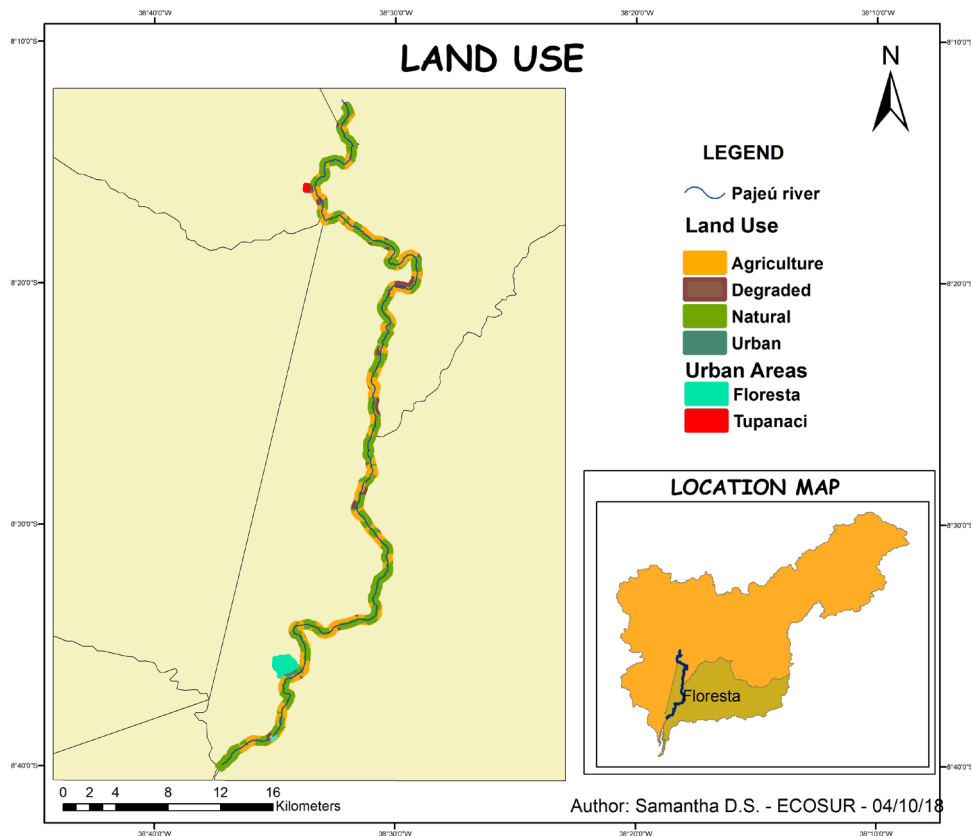 38°40'0"W 38°30'0"W 38°20'0"W 38°10'0"W
8°10'0"S 8°10'0"S
LAND USE
N
LEGEND
Pajeú river
Land Use
Agriculture
Degraded
Natural
Urban
Urban Areas
Floresta
Tupanaci
8°20'0"S 8°20'0"S
LOCATION MAP
8°30'0"S 8°30'0"S
Floresta
8°40'0"S 8°40'0"S
0 2 4 8 12 16
Kilometers
Author: Samantha D.S. - ECOSUR - 04/10/18
38°40'0"W 38°30'0"W 38°20'0"W 38°10'0"W